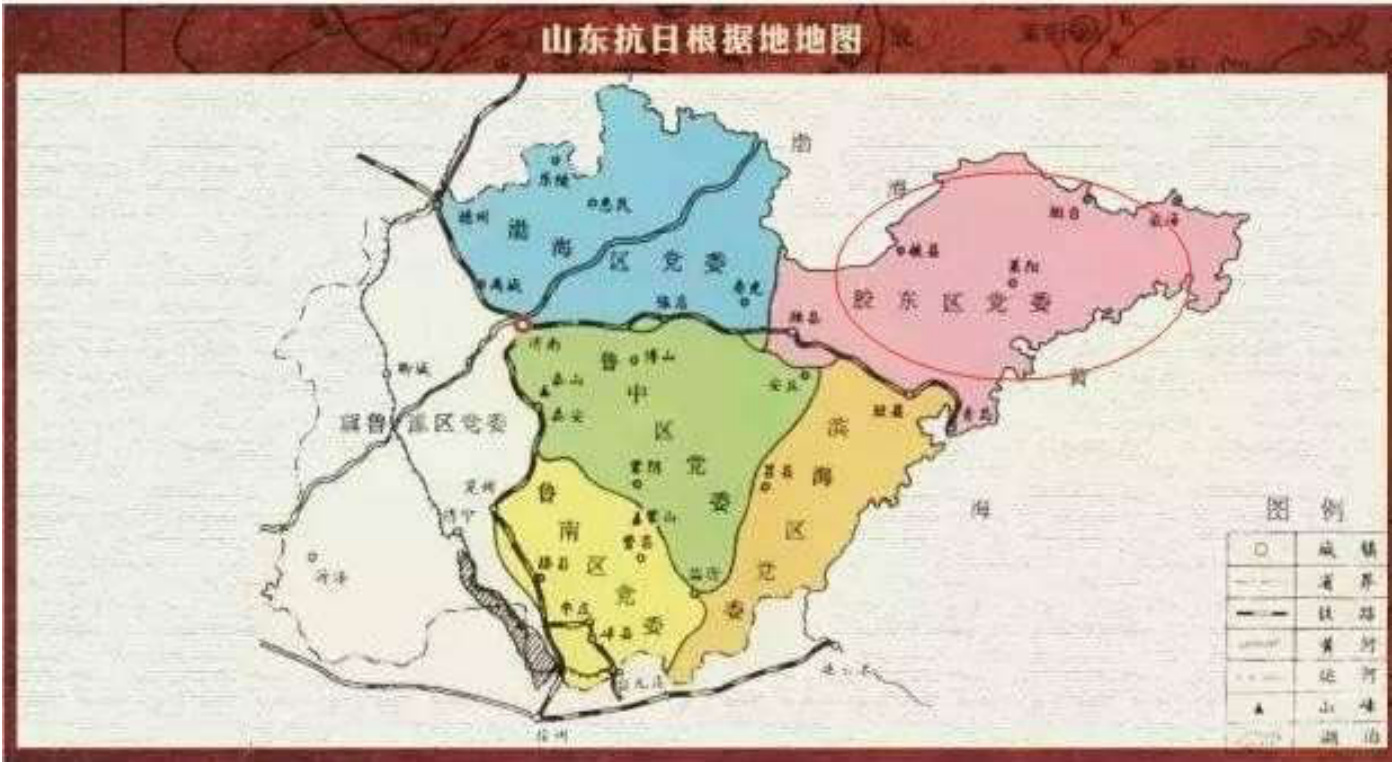 山东抗日根据地地图
渤
海
乐陵
惠民
德州
渤海区党委
禹城
寿光
张店
烟台
威海
掖县
莱阳
胶东区党委
潍县
济南
鲁中区党委
博山
泰山
泰安
安丘
胶县
青岛
黄
海
聊城
冀鲁豫区党委
滨海区党委
莒县
蒙阴
蒙山
兖州
济宁
鲁南区党委
费县
滕县
临沂
菏泽
枣庄
峄县
台儿庄
连云港
徐州
图例
城镇
省界
铁路
黄河
运河
山峰
湖泊